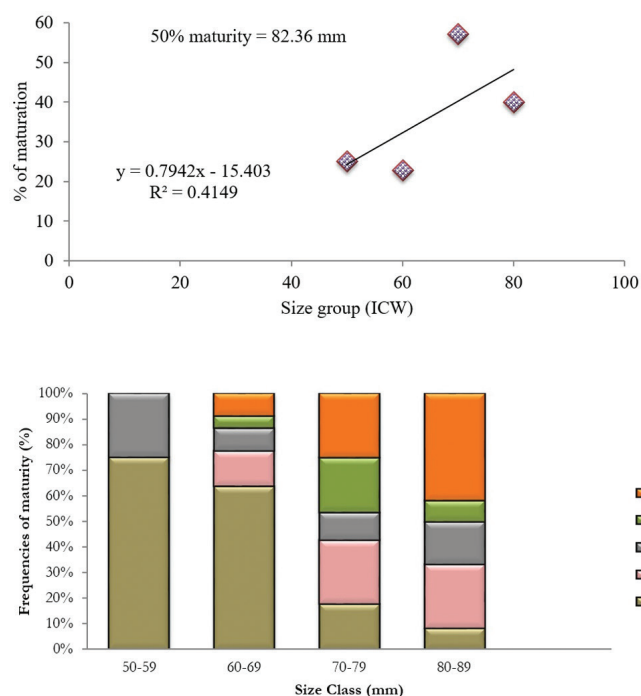 60
50% maturity = 82.36 mm
50
40
30
20
10
0
% of maturation
y = 0.7942x - 15.403
R² = 0.4149
0 20 40 60 80 100
Size group (ICW)
100%
90%
80%
70%
60%
50%
40%
30%
20%
10%
0%
Frequencies of maturity (%)
50-59 60-69 70-79 80-89
Size Class (mm)